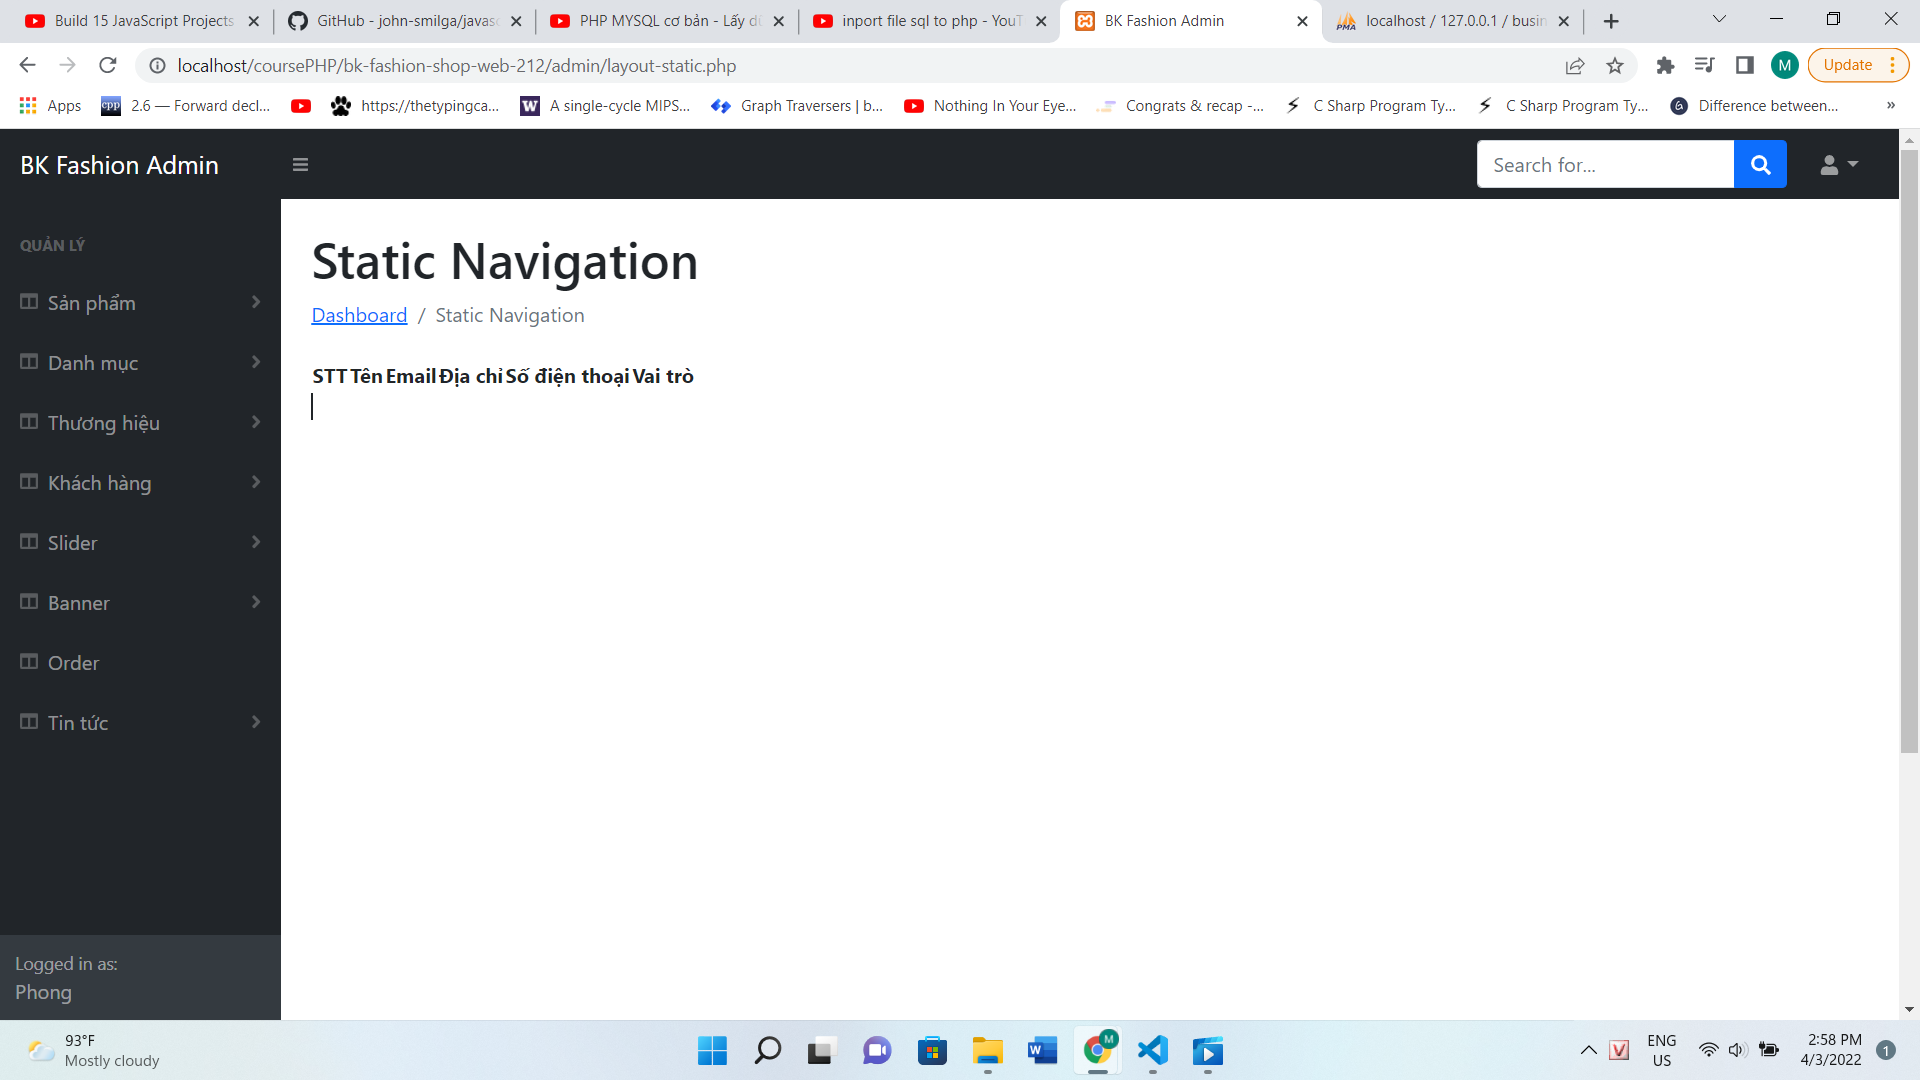 Build 15 JavaScript Projects
GitHub - john-smilga/javasc
PHP MYSQL cơ bản - Lấy dữ
inport file sql to php - YouT
BK Fashion Admin
localhost / 127.0.0.1 / busin
localhost/coursePHP/bk-fashion-shop-web-212/admin/layout-static.php
M
Update
Apps
cpp
2.6 — Forward decl...
https://thetypingca...
W
A single-cycle MIPS...
Graph Traversers | b...
Nothing In Your Eye...
Congrats & recap -...
C Sharp Program Ty...
C Sharp Program Ty...
Difference between...
»
BK Fashion Admin
Search for...
QUẢN LÝ
Sản phẩm
Danh mục
Thương hiệu
Khách hàng
Slider
Banner
Order
Tin tức
Static Navigation
Dashboard / Static Navigation
STT Tên Email Địa chỉ Số điện thoại Vai trò
Logged in as:
Phong
93°F
Mostly cloudy
M
ENG
US
2:58 PM
4/3/2022
1